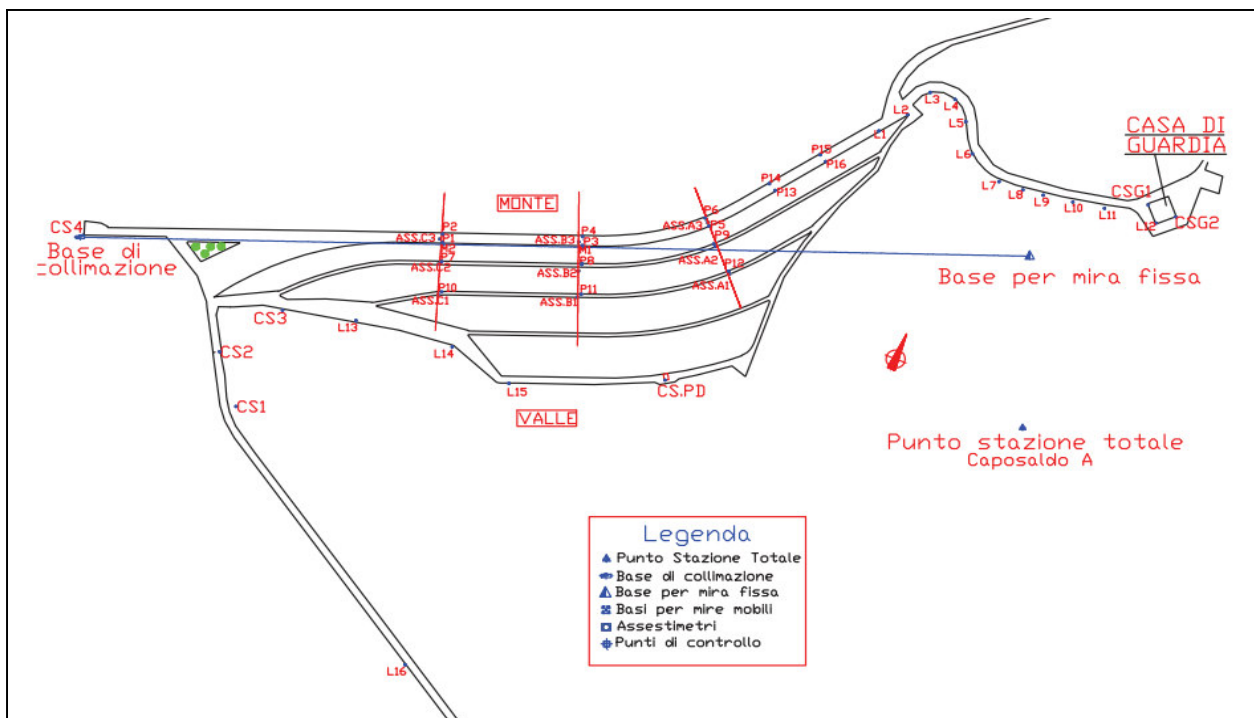 L3
L4
L2
L5
L1
CASA DI
GUARDIA
P15
P16
L6
P14
P13
L7
L8
L9
L10
L11
CSG1
CSG2
L12
MONTE
P6
ASS.A3
P5
P9
ASS.A2
P12
ASS.A1
CS4
Base di
collimazione
P2
ASS.C3
P1
M2
P7
ASS.C2
P10
ASS.C1
P4
ASS.B3
P3
M1
P8
ASS.B2
P11
ASS.B1
Base per mira fissa
CS3
L13
CS2
L14
CS1
L15
CS.PD
VALLE
Punto stazione totale
Caposaldo A
L16
Legenda
Punto Stazione Totale
Base di collimazione
Base per mira fissa
Basi per mire mobili
Assestimetri
Punti di controllo